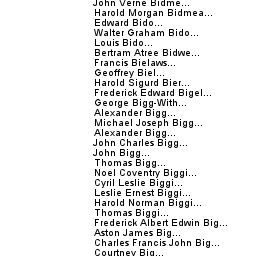 John Verne Bidme...
Harold Morgan Bidmea...
Edward Bido...
Walter Graham Bido...
Louis Bido...
Bertram Atree Bidwe...
Francis Bielaws...
Geoffrey Biel...
Harold Sigurd Bier...
Frederick Edward Bigel...
George Bigg-With...
Alexander Bigg...
Michael Joseph Bigg...
Alexander Bigg...
John Charles Bigg...
John Bigg...
Thomas Bigg...
Noel Coventry Biggi...
Cyril Leslie Biggi...
Leslie Ernest Biggi...
Harold Norman Biggi...
Thomas Biggi...
Frederick Albert Edwin Big...
Aston James Big...
Charles Francis John Big...
Courtney Big...